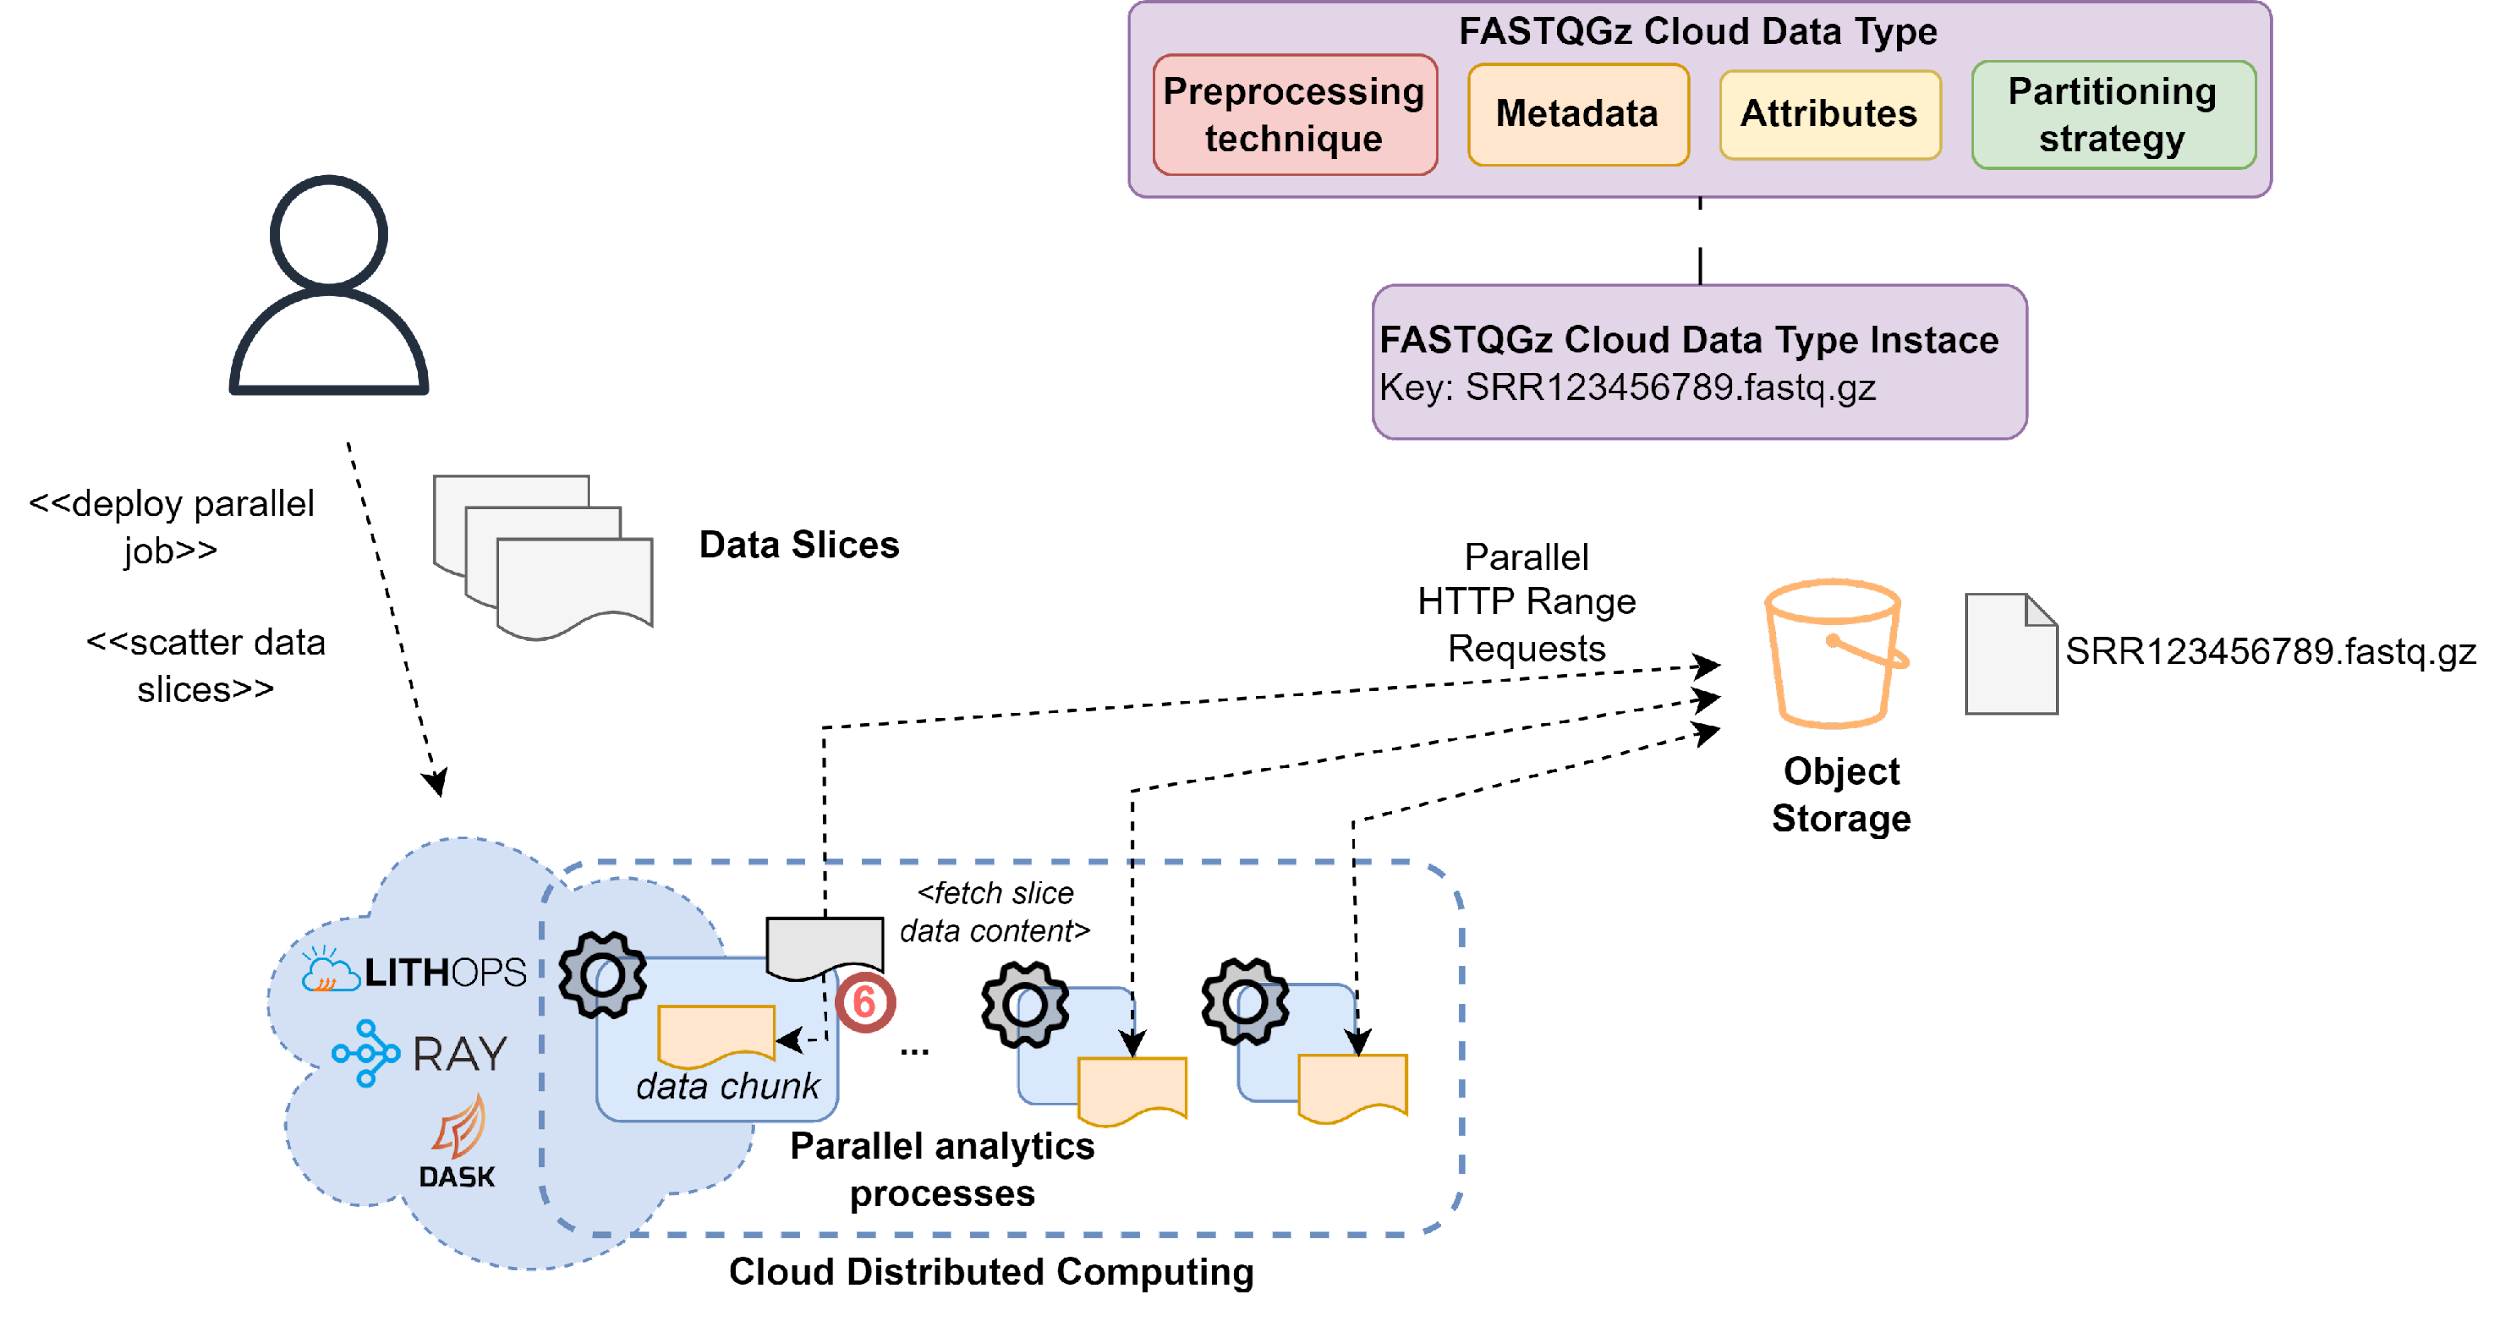 FASTQGz Cloud Data Type
Preprocessing
technique
Metadata
Attributes
Partitioning
strategy
FASTQGz Cloud Data Type Instace
Key: SRR123456789.fastq.gz
<<deploy parallel
job>>
<<scatter data
slices>>
Data Slices
Parallel
HTTP Range
Requests
SRR123456789.fastq.gz
Object
Storage
<fetch slice
data content>
LITHOPS
RAY
DASK
6
...
data chunk
Parallel analytics
processes
Cloud Distributed Computing